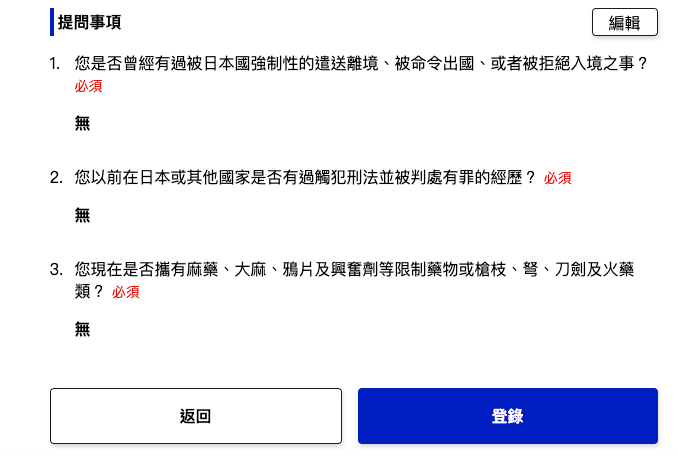 提問事項
編輯
1. 您是否曾經有過被日本國強制性的遣送離境、被命令出國、或者被拒絕入境之事？
必須
無
2. 您以前在日本或其他國家是否有過觸犯刑法並被判處有罪的經歷？ 必須
無
3. 您現在是否攜有麻藥、大麻、鴉片及興奮劑等限制藥物或槍枝、弩、刀劍及火藥
類？ 必須
無
返回
登錄